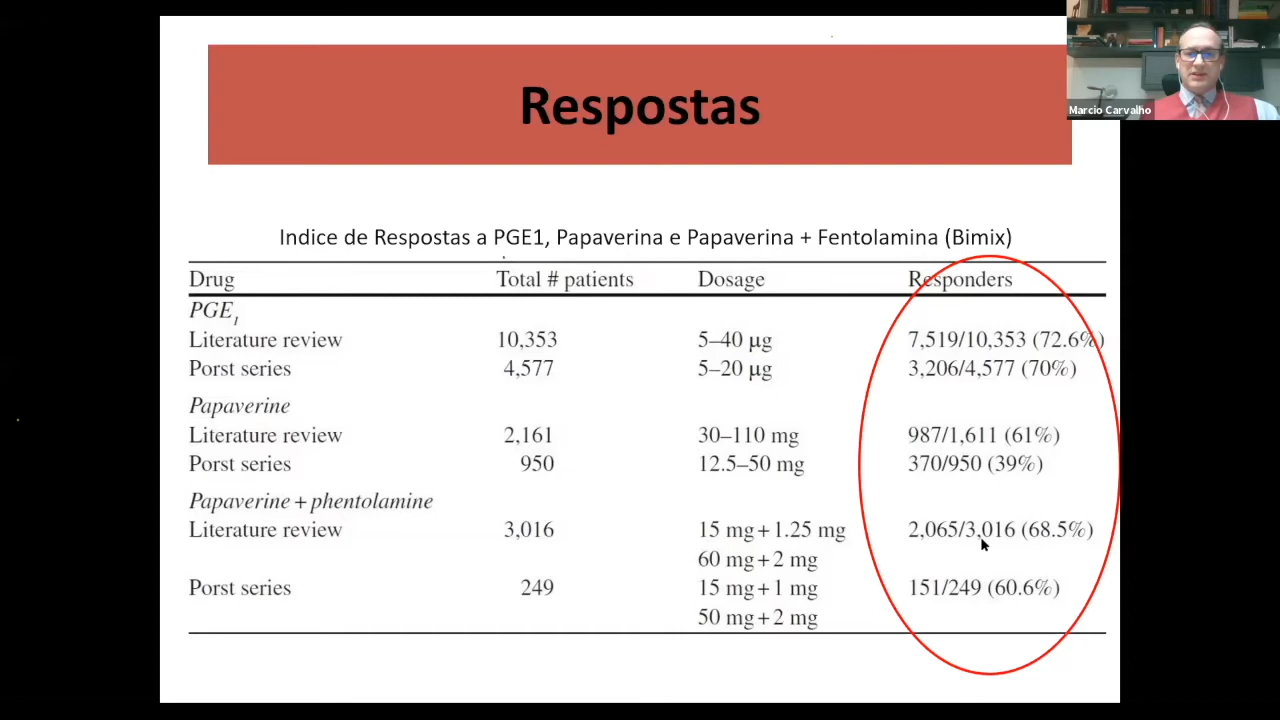 Respostas
Marcio Carvalho
Indice de Respostas a PGE1, Papaverina e Papaverina + Fentolamina (Bimix)
Drug Total # patients Dosage Responders
PGE1
Literature review 10,353 5–40 µg 7,519/10,353 (72.6%)
Porst series 4,577 5–20 µg 3,206/4,577 (70%)
Papaverine
Literature review 2,161 30–110 mg 987/1,611 (61%)
Porst series 950 12.5–50 mg 370/950 (39%)
Papaverine + phentolamine
Literature review 3,016 15 mg + 1.25 mg 2,065/3,016 (68.5%)
60 mg + 2 mg
Porst series 249 15 mg + 1 mg 151/249 (60.6%)
50 mg + 2 mg